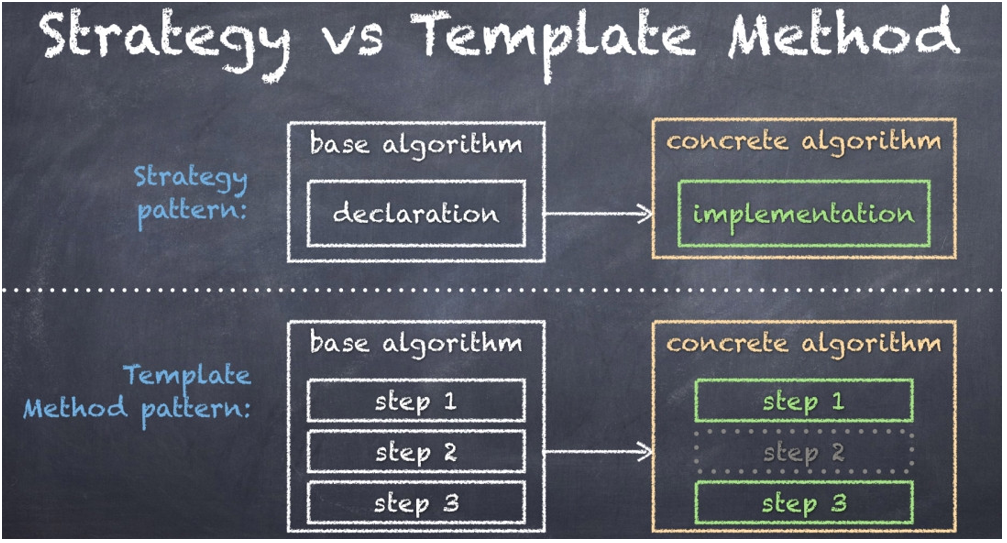 Strategy vs Template Method
Strategy
pattern:
base algorithm
declaration
concrete algorithm
implementation
Template
Method pattern:
base algorithm
step 1
step 2
step 3
concrete algorithm
step 1
step 2
step 3